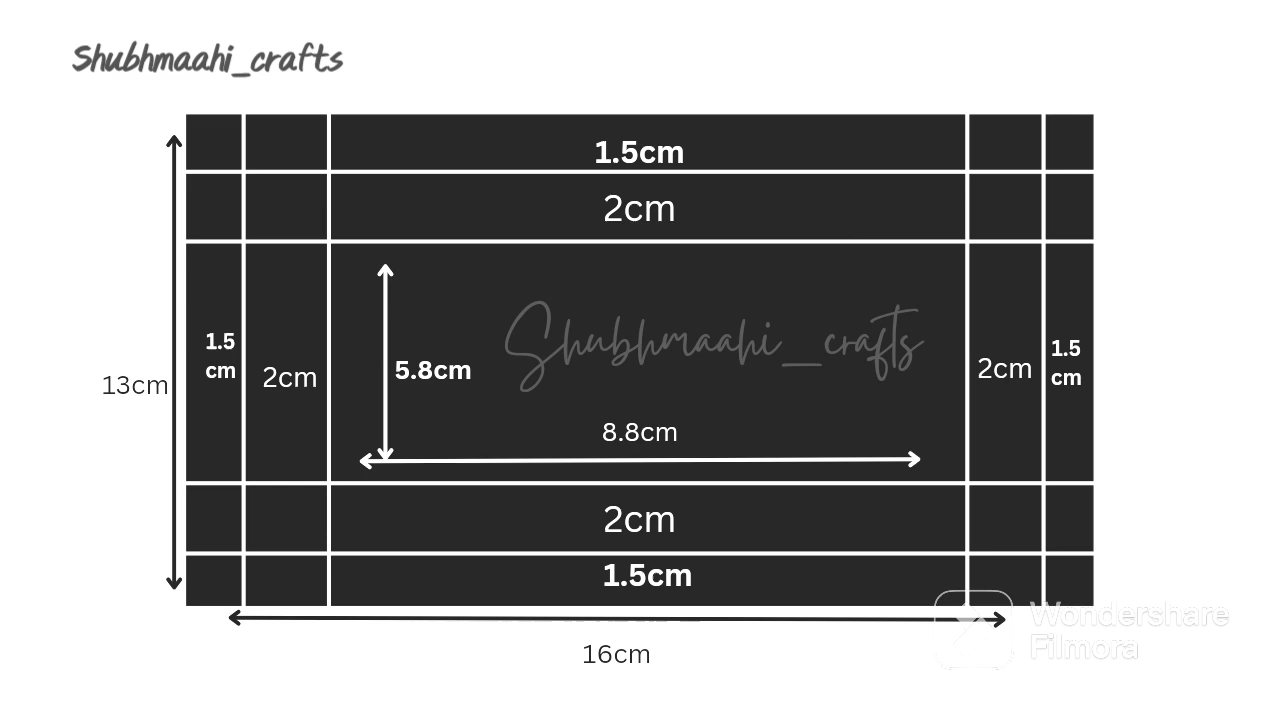 Shubhmaahi_crafts
1.5cm
2cm
Shubhmaahi_crafts
1.5
cm
2cm
5.8cm
2cm
1.5
cm
13cm
8.8cm
2cm
1.5cm
Wondershare
Filmora
16cm